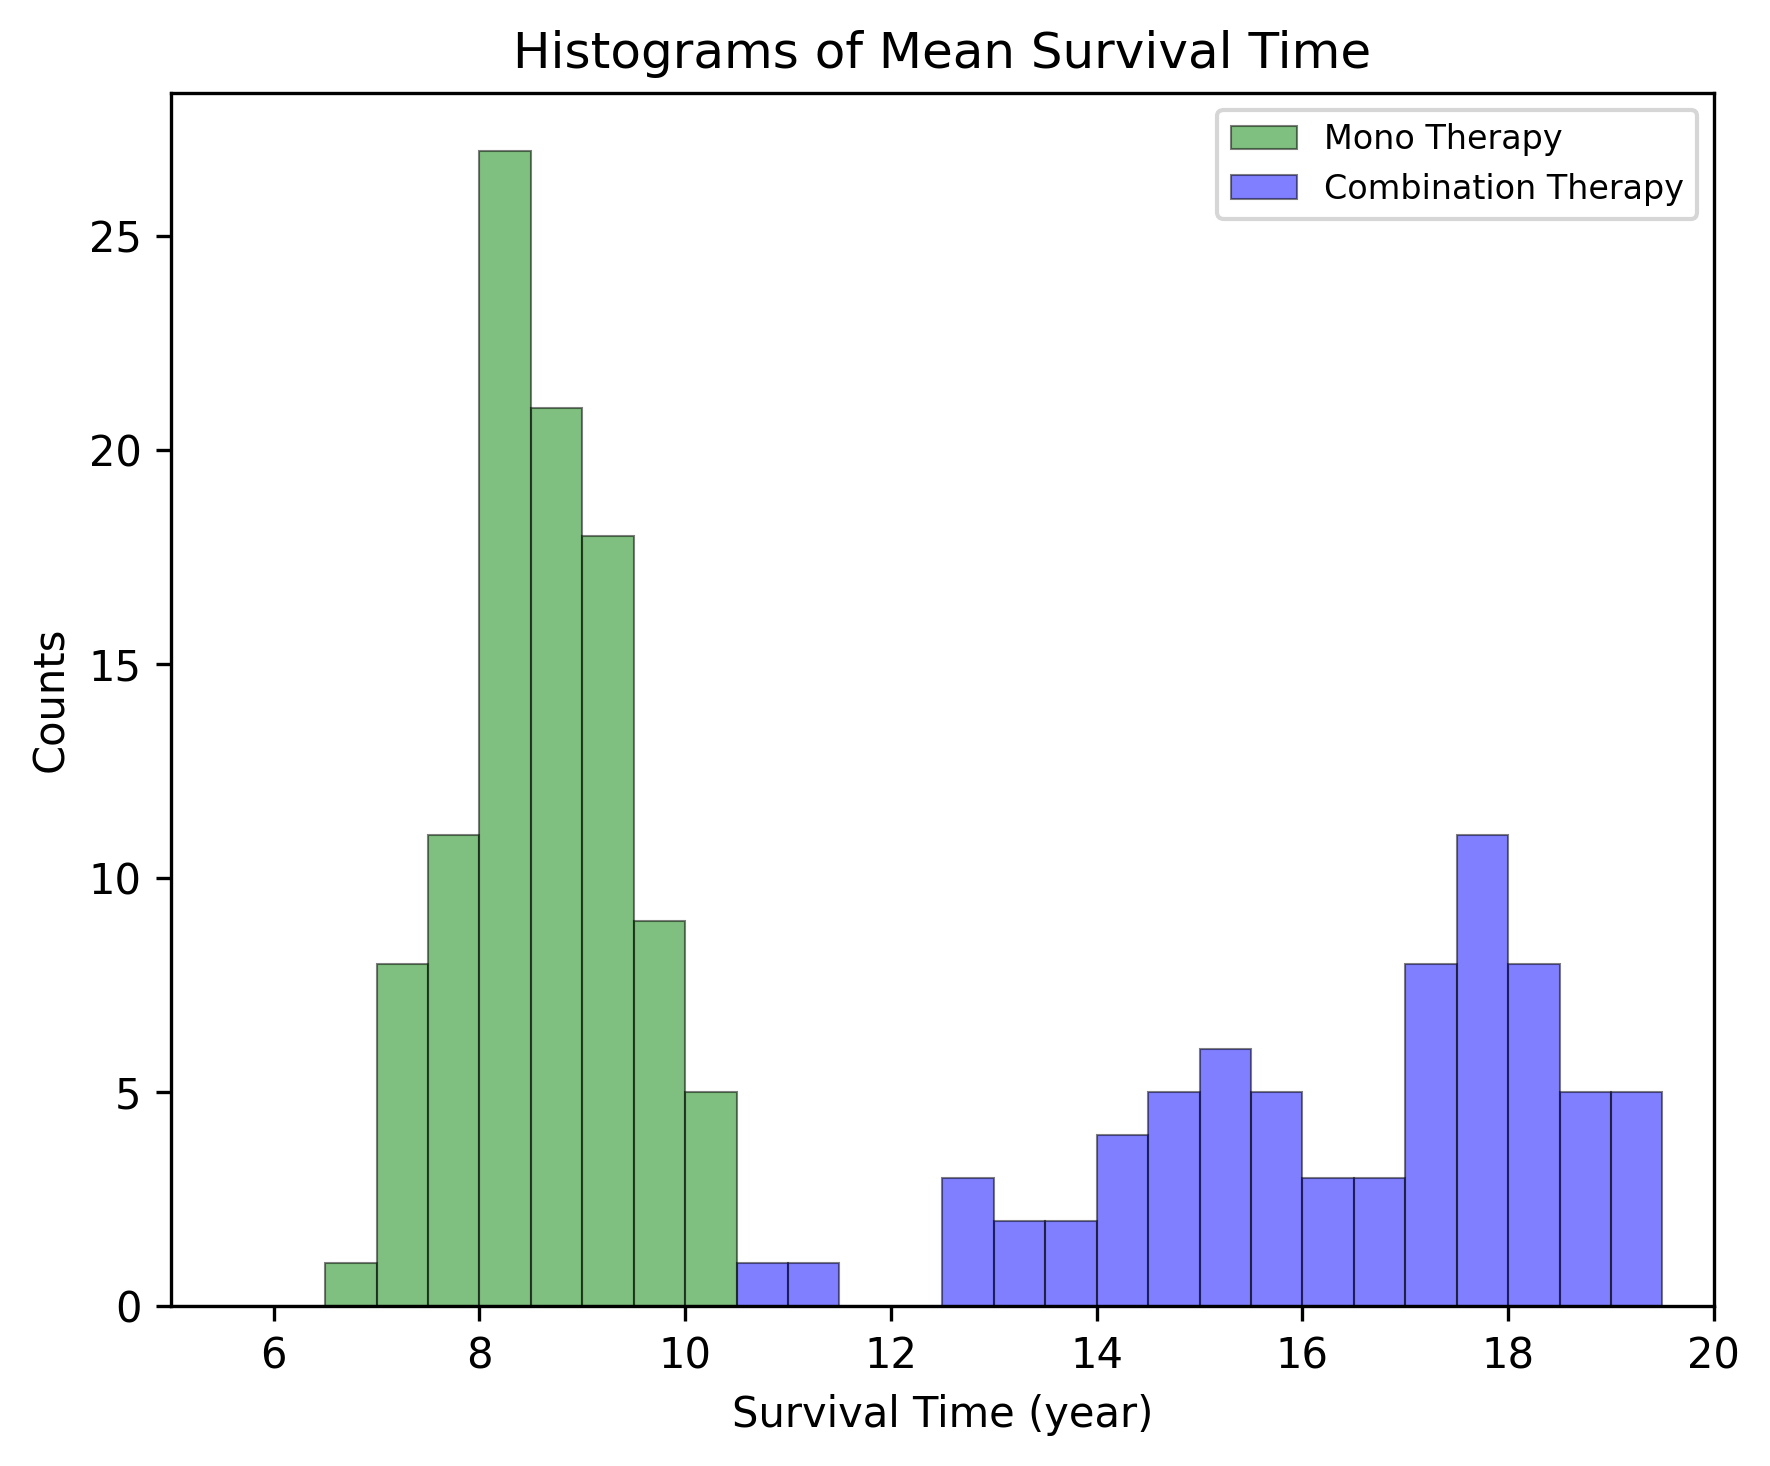 Histograms of Mean Survival Time
Mono Therapy
Combination Therapy
Counts
25
20
15
10
5
0
6 8 10 12 14 16 18 20
Survival Time (year)